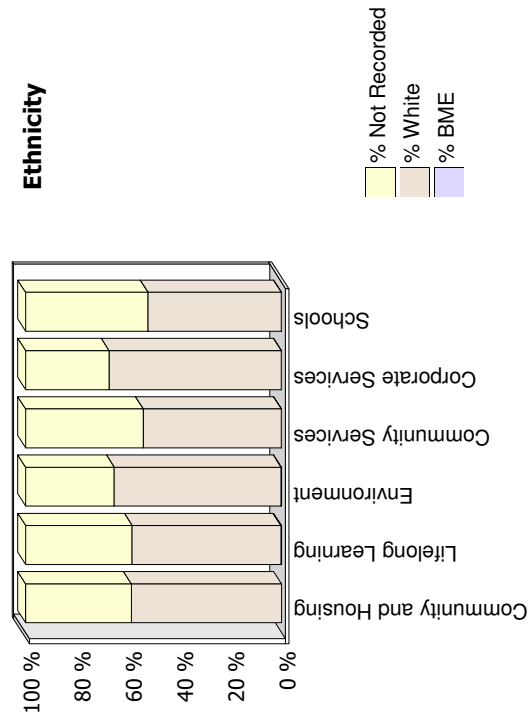 Ethnicity
% Not Recorded
% White
% BME
100 %
80 %
60 %
40 %
20 %
0 %
Community and Housing
Lifelong Learning
Environment
Community Services
Corporate Services
Schools